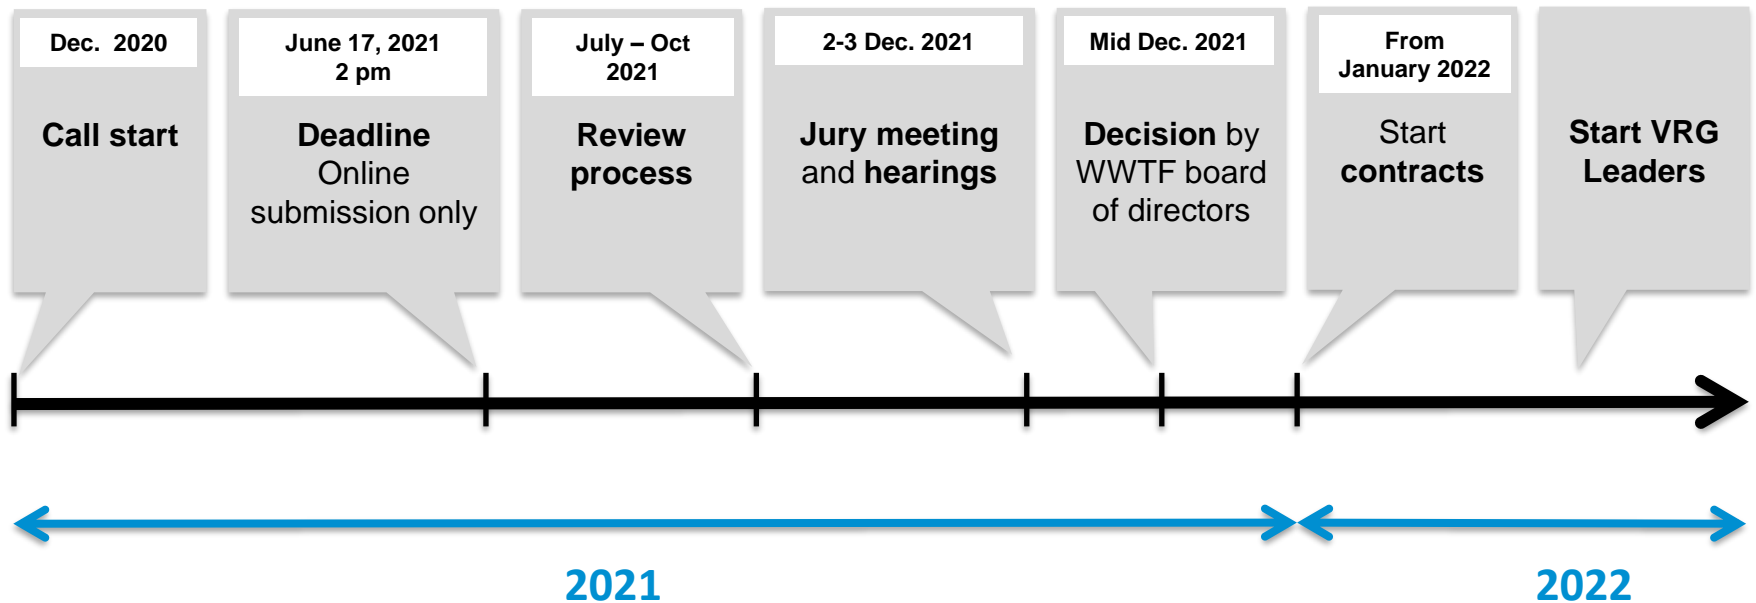 Dec. 2020
Call start
June 17, 2021
2 pm
Deadline
Online
submission only
July – Oct
2021
Review
process
2-3 Dec. 2021
Jury meeting
and hearings
Mid Dec. 2021
Decision by
WWTF board
of directors
From
January 2022
Start
contracts
Start VRG
Leaders
2021
2022